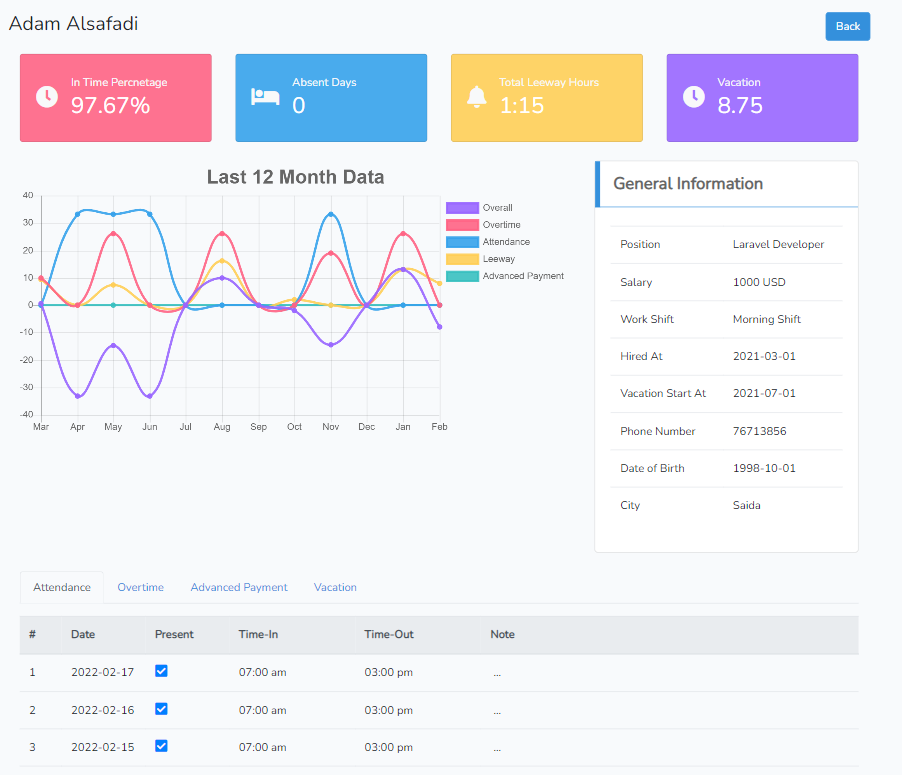 Adam Alsafadi
Back
In Time Percnetage
97.67%
Absent Days
0
Total Leeway Hours
1:15
Vacation
8.75
Last 12 Month Data
40
30
20
10
0
-10
-20
-30
-40
Mar Apr May Jun Jul Aug Sep Oct Nov Dec Jan Feb
Overall
Overtime
Attendance
Leeway
Advanced Payment
General Information
Position Laravel Developer
Salary 1000 USD
Work Shift Morning Shift
Hired At 2021-03-01
Vacation Start At 2021-07-01
Phone Number 76713856
Date of Birth 1998-10-01
City Saida
Attendance Overtime Advanced Payment Vacation
# Date Present Time-In Time-Out Note
1 2022-02-17 07:00 am 03:00 pm ...
2 2022-02-16 07:00 am 03:00 pm ...
3 2022-02-15 07:00 am 03:00 pm ...